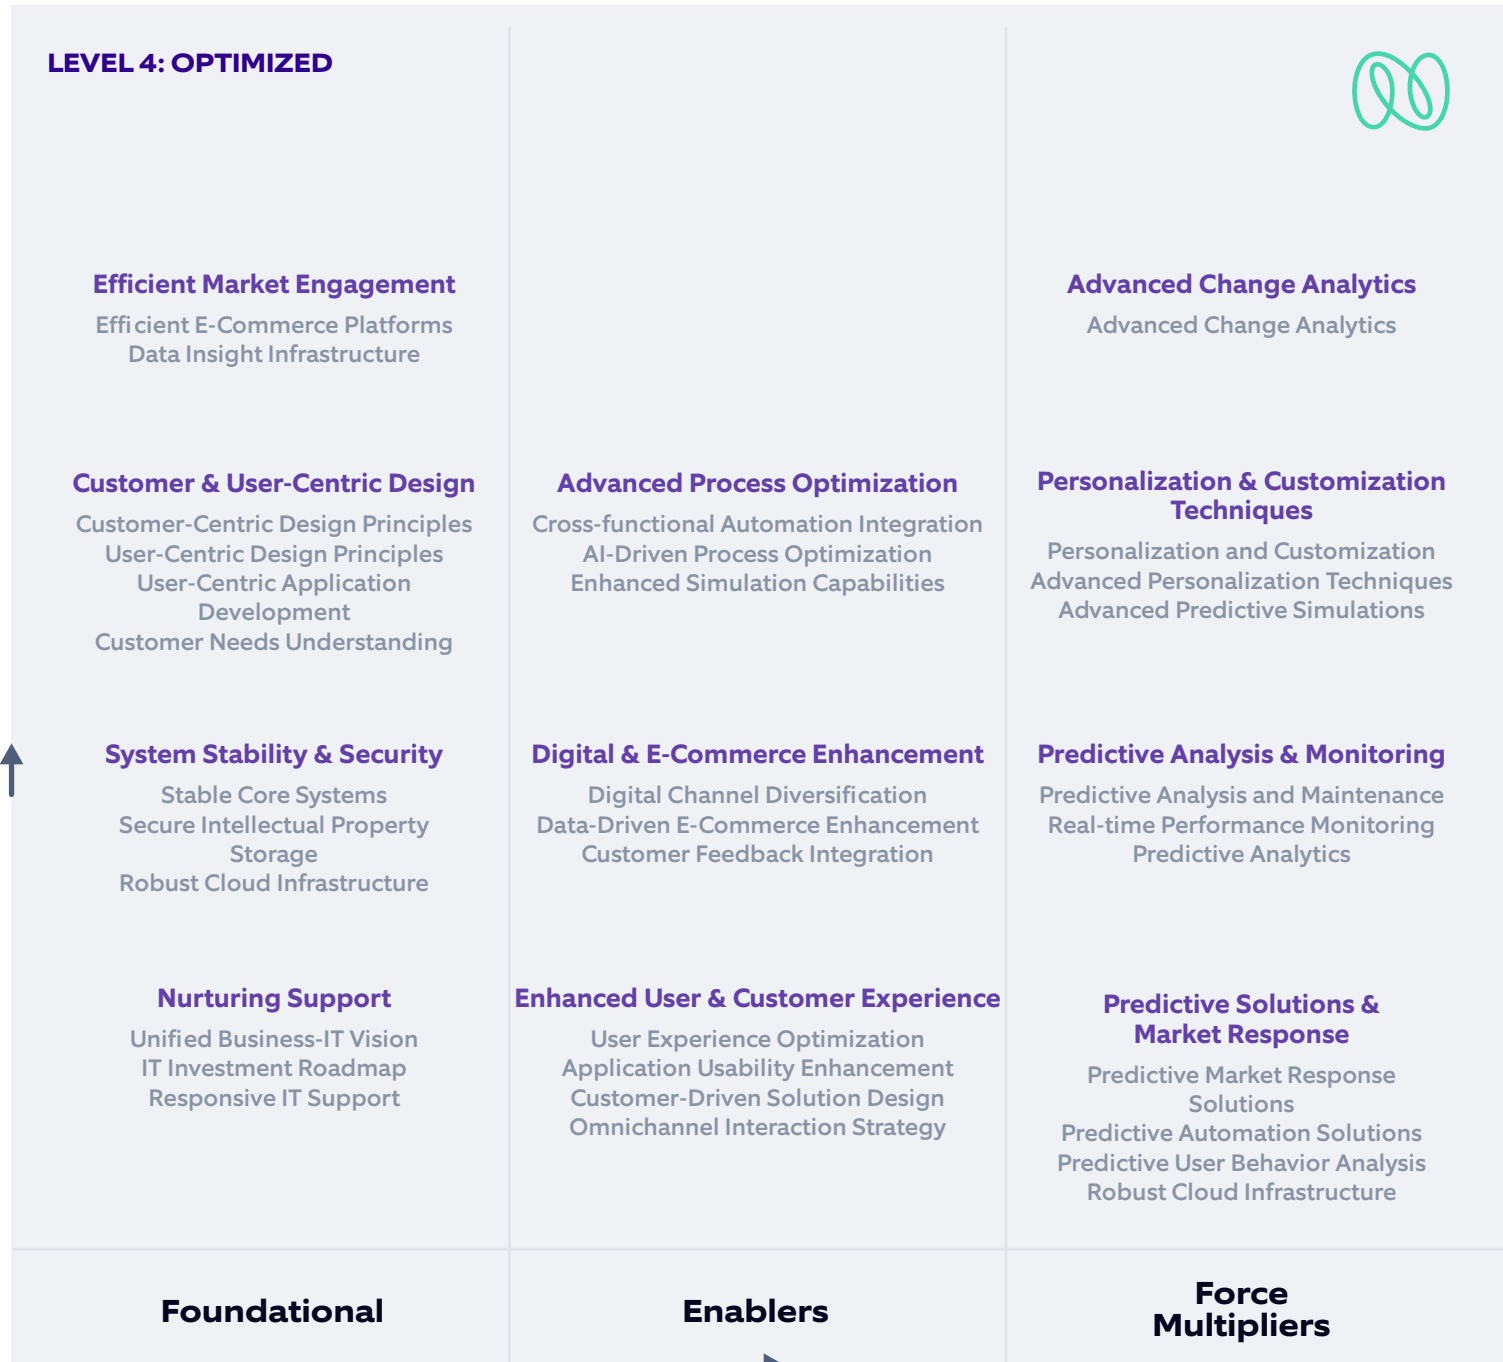 LEVEL 4: OPTIMIZED
Efficient Market Engagement
Efficient E-Commerce Platforms
Data Insight Infrastructure
Advanced Change Analytics
Advanced Change Analytics
Customer & User-Centric Design
Customer-Centric Design Principles
User-Centric Design Principles
User-Centric Application
Development
Customer Needs Understanding
Advanced Process Optimization
Cross-functional Automation Integration
AI-Driven Process Optimization
Enhanced Simulation Capabilities
Personalization & Customization
Techniques
Personalization and Customization
Advanced Personalization Techniques
Advanced Predictive Simulations
System Stability & Security
Stable Core Systems
Secure Intellectual Property
Storage
Robust Cloud Infrastructure
Digital & E-Commerce Enhancement
Digital Channel Diversification
Data-Driven E-Commerce Enhancement
Customer Feedback Integration
Predictive Analysis & Monitoring
Predictive Analysis and Maintenance
Real-time Performance Monitoring
Predictive Analytics
Nurturing Support
Unified Business-IT Vision
IT Investment Roadmap
Responsive IT Support
Enhanced User & Customer Experience
User Experience Optimization
Application Usability Enhancement
Customer-Driven Solution Design
Omnichannel Interaction Strategy
Predictive Solutions &
Market Response
Predictive Market Response
Solutions
Predictive Automation Solutions
Predictive User Behavior Analysis
Robust Cloud Infrastructure
Foundational
Enablers
Force
Multipliers